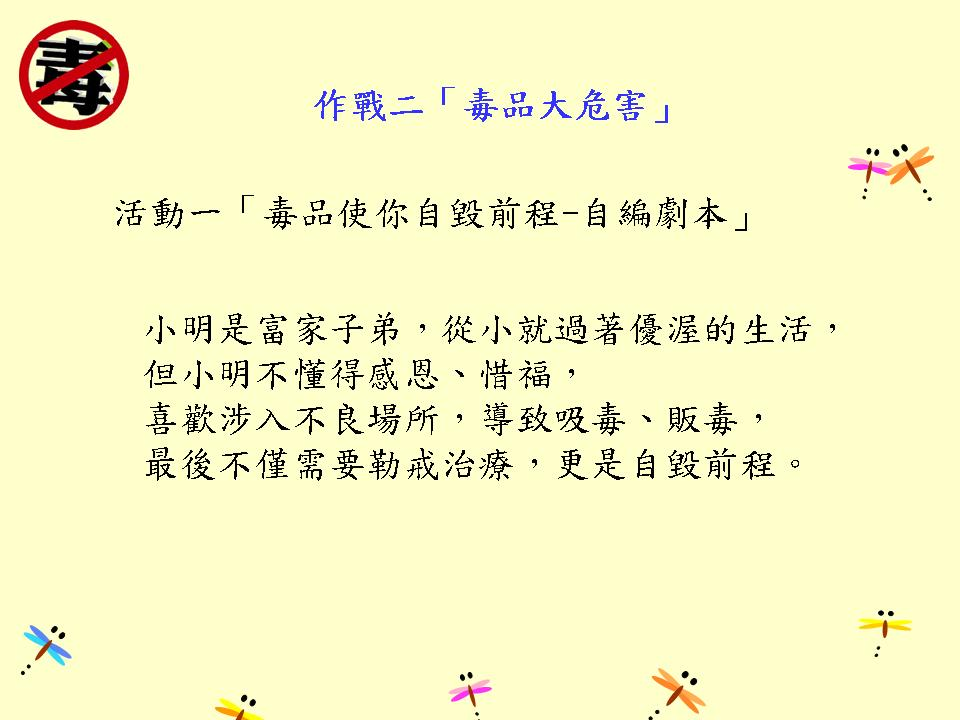 毒
作戰二「毒品大危害」
活動一「毒品使你自毀前程-自編劇本」
小明是富家子弟，從小就過著優渥的生活，
但小明不懂得感恩、惜福，
喜歡涉入不良場所，導致吸毒、販毒，
最後不僅需要勒戒治療，更是自毀前程。